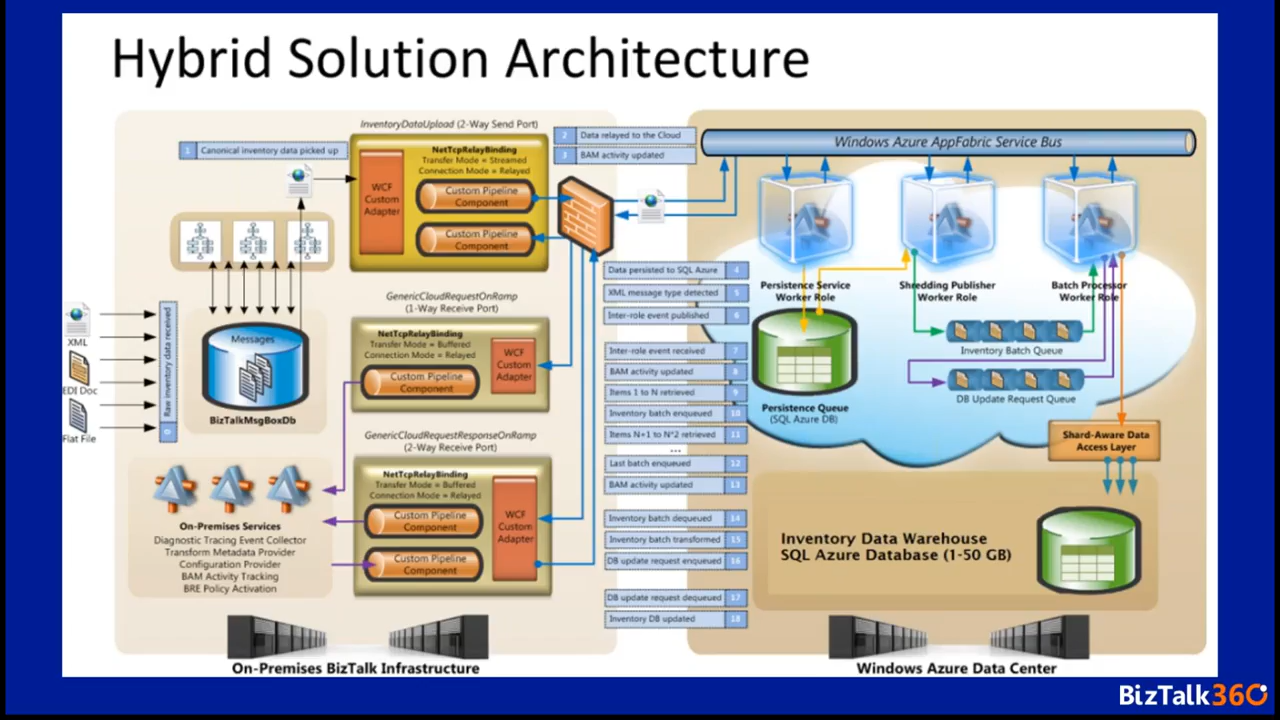 Hybrid Solution Architecture
InventoryDataUpload (2-Way Send Port)
1 Canonical inventory data picked up
NetTcpRelayBinding
Transfer Mode = Streamed
Connection Mode = Relayed
WCF
Custom
Adapter
Custom Pipeline
Component
Custom Pipeline
Component
2 Data relayed to the Cloud
3 BAM activity updated
Windows Azure AppFabric Service Bus
Persistence Service
Worker Role
Shredding Publisher
Worker Role
Batch Processor
Worker Role
XML
EDI Doc
Flat File
0 Raw inventory data received
Messages
BizTalkMsgBoxDb
GenericCloudRequestOnRamp
(1-Way Receive Port)
NetTcpRelayBinding
Transfer Mode = Buffered
Connection Mode = Relayed
Custom Pipeline
Component
WCF
Custom
Adapter
GenericCloudRequestResponseOnRamp
(2-Way Receive Port)
NetTcpRelayBinding
Transfer Mode = Buffered
Connection Mode = Relayed
Custom Pipeline
Component
Custom Pipeline
Component
WCF
Custom
Adapter
On-Premises Services
Diagnostic Tracing Event Collector
Transform Metadata Provider
Configuration Provider
BAM Activity Tracking
BRE Policy Activation
Data persisted to SQL Azure 4
XML message type detected 5
Inter-role event published 6
Inter-role event received 7
BAM activity updated 8
Items 1 to N retrieved 9
Inventory batch enqueued 10
Items N+1 to N*2 retrieved 11
...
Last batch enqueued 12
BAM activity updated 13
Inventory batch dequeued 14
Inventory batch transformed 15
DB update request enqueued 16
DB update request dequeued 17
Inventory DB updated 18
Persistence Queue
(SQL Azure DB)
Inventory Batch Queue
DB Update Request Queue
Shard-Aware Data
Access Layer
Inventory Data Warehouse
SQL Azure Database (1-50 GB)
On-Premises BizTalk Infrastructure
Windows Azure Data Center
BizTalk360